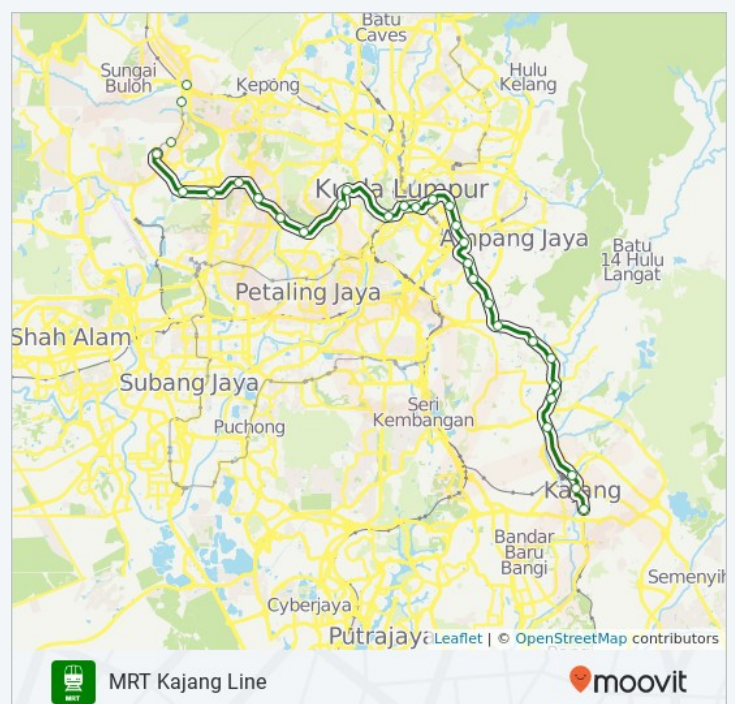 Batu
Caves
Sungai
Buloh
Kepong
Hulu
Kelang
Kuala Lumpur
Ampang Jaya
Batu
14 Hulu
Langat
Petaling Jaya
Shah Alam
Subang Jaya
Seri
Kembangan
Puchong
Kajang
Bandar
Baru
Bangi
Semenyih
Cyberjaya
Putrajaya
Leaflet | © OpenStreetMap contributors
MRT
MRT Kajang Line
moovit